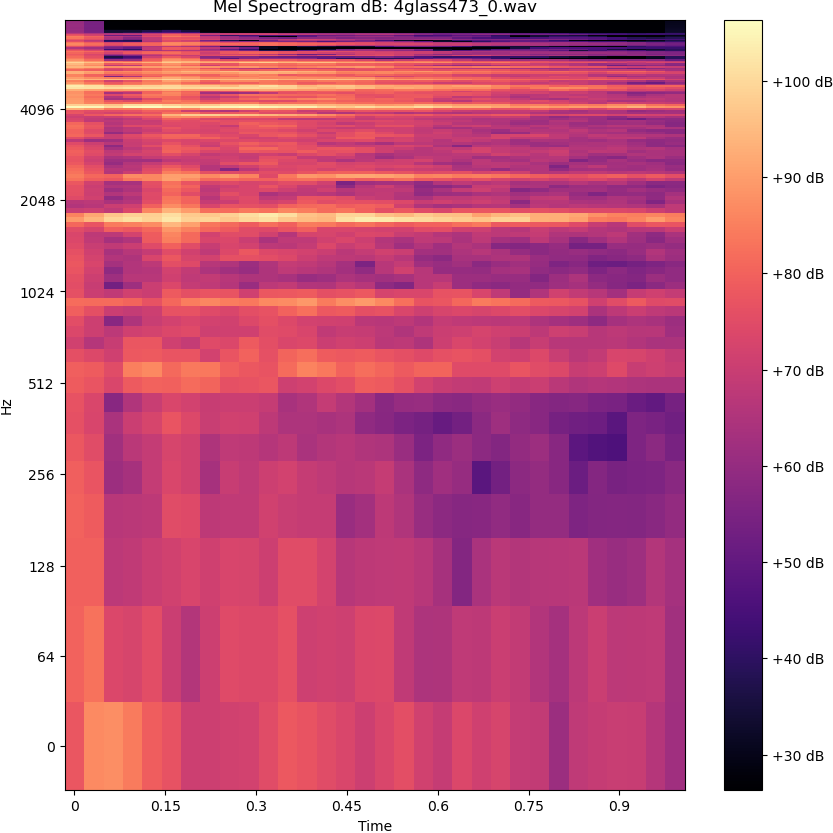 Mel Spectrogram dB: 4glass473_0.wav
4096
2048
1024
512
256
128
64
0
Hz
0 0.15 0.3 0.45 0.6 0.75 0.9
Time
+100 dB
+90 dB
+80 dB
+70 dB
+60 dB
+50 dB
+40 dB
+30 dB